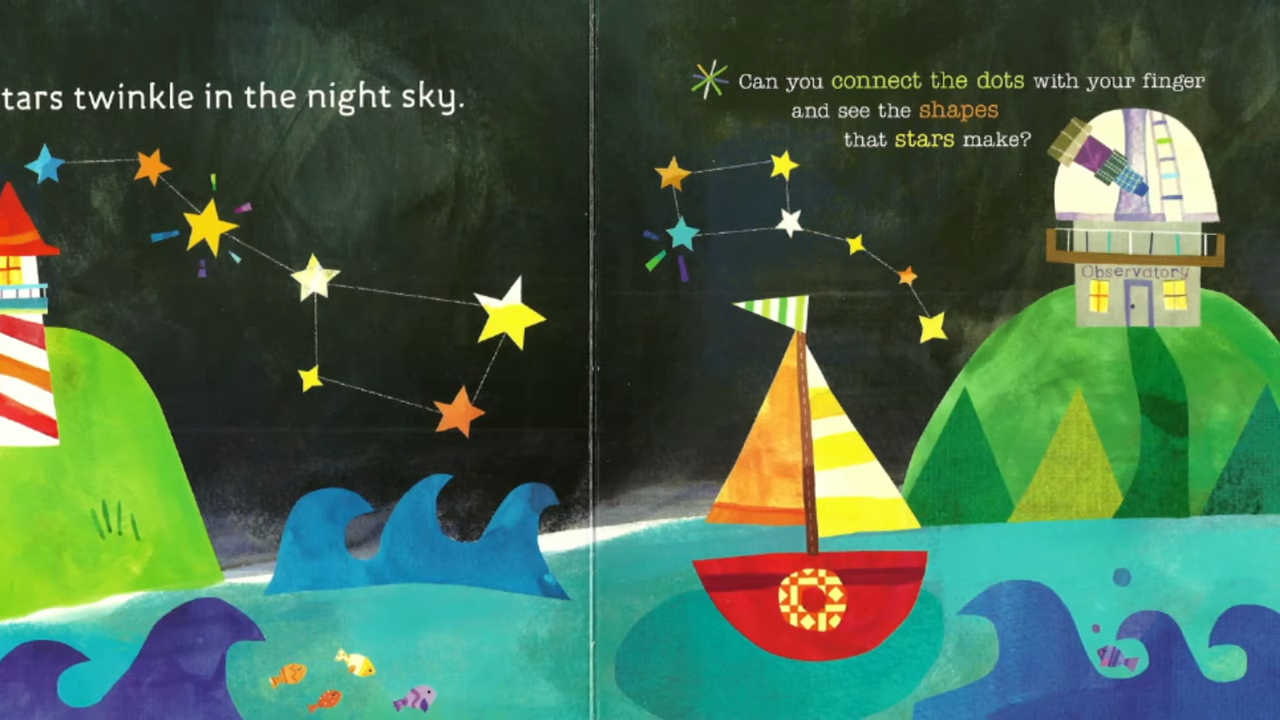 tars twinkle in the night sky.
Can you connect the dots with your finger
and see the shapes
that stars make?
Observatory